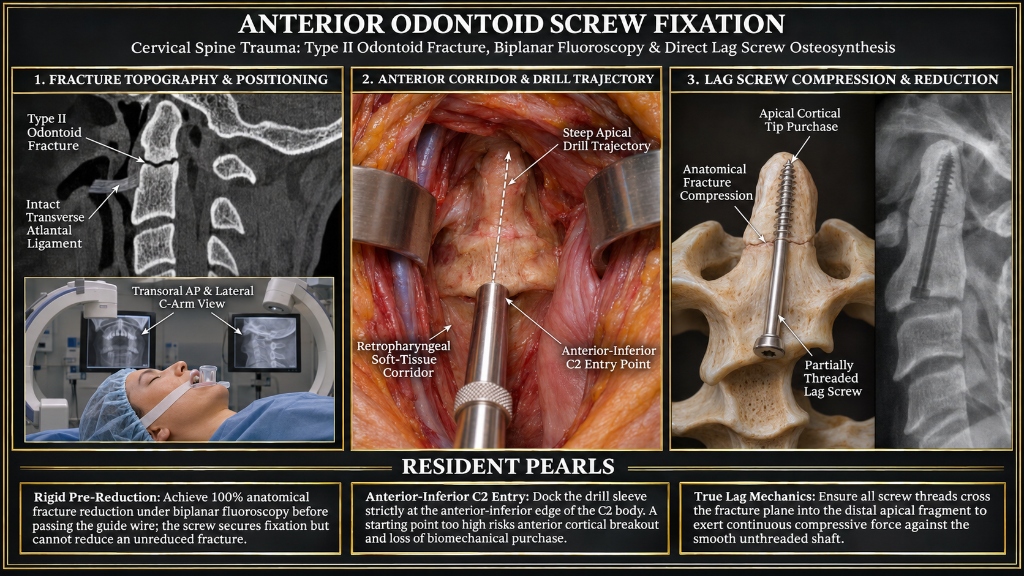 ANTERIOR ODONTOID SCREW FIXATION
Cervical Spine Trauma: Type II Odontoid Fracture, Biplanar Fluoroscopy & Direct Lag Screw Osteosynthesis
1. FRACTURE TOPOGRAPHY & POSITIONING
Type II
Odontoid
Fracture
Intact
Transverse
Atlantal
Ligament
Transoral AP & Lateral
C-Arm View
2. ANTERIOR CORRIDOR & DRILL TRAJECTORY
Steep Apical
Drill Trajectory
Retropharyngeal
Soft-Tissue
Corridor
Anterior-Inferior
C2 Entry Point
3. LAG SCREW COMPRESSION & REDUCTION
Apical Cortical
Tip Purchase
Anatomical
Fracture
Compression
Partially
Threaded
Lag Screw
RESIDENT PEARLS
Rigid Pre-Reduction: Achieve 100% anatomical
fracture reduction under biplanar fluoroscopy before
passing the guide wire; the screw secures fixation but
cannot reduce an unreduced fracture.
Anterior-Inferior C2 Entry: Dock the drill sleeve
strictly at the anterior-inferior edge of the C2 body. A
starting point too high risks anterior cortical breakout
and loss of biomechanical purchase.
True Lag Mechanics: Ensure all screw threads cross
the fracture plane into the distal apical fragment to
exert continuous compressive force against the
smooth unthreaded shaft.